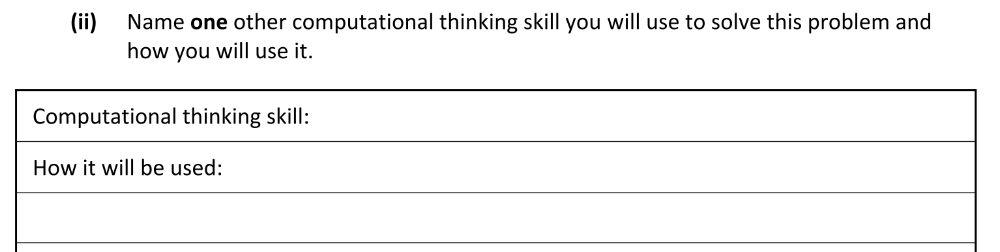 (ii) Name one other computational thinking skill you will use to solve this problem and
how you will use it.
Computational thinking skill:
How it will be used: